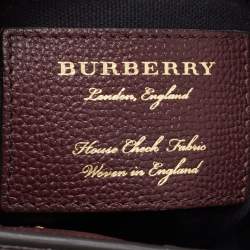 BURBERRY
London, England
House Check Fabric
Woven in England